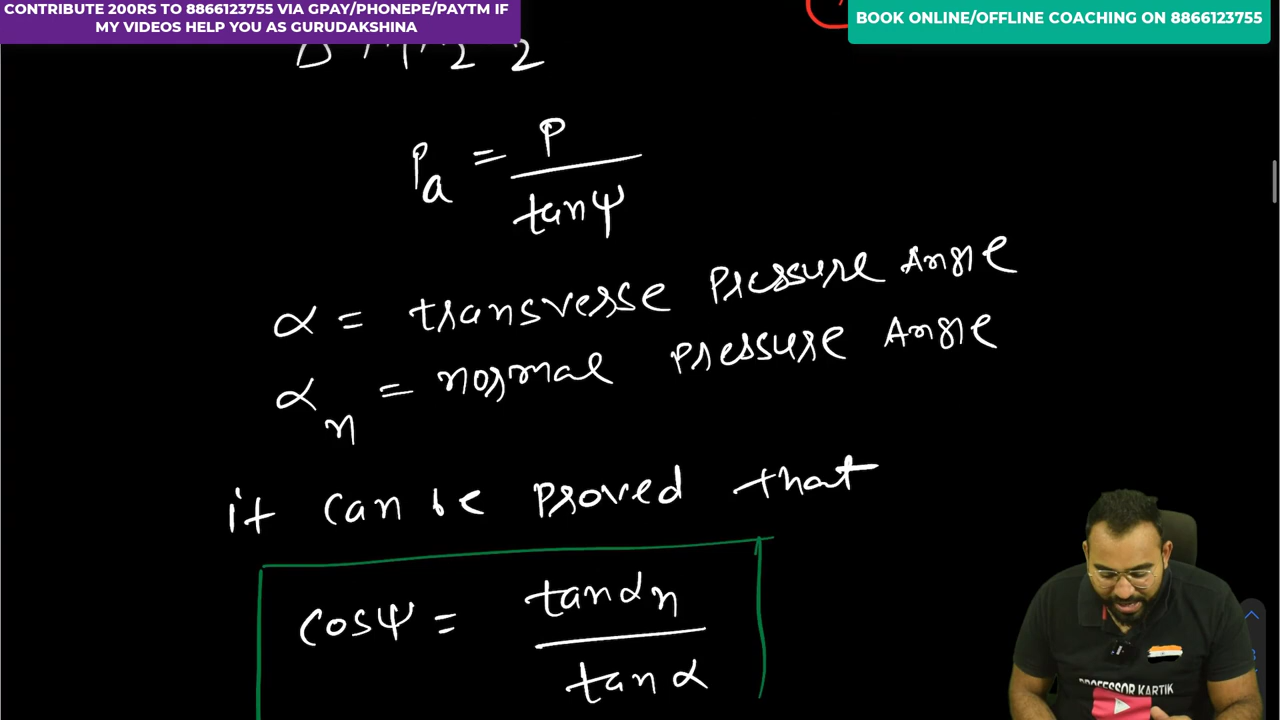 CONTRIBUTE 200RS TO 8866123755 VIA GPAY/PHONEPE/PAYTM IF
MY VIDEOS HELP YOU AS GURUDAKSHINA
BOOK ONLINE/OFFLINE COACHING ON 8866123755
Pa = P / tanψ
α = transverse Pressure Angle
αn = normal Pressure Angle
it can be proved that
cosψ = tanαn / tanα
PROFESSOR KARTIK